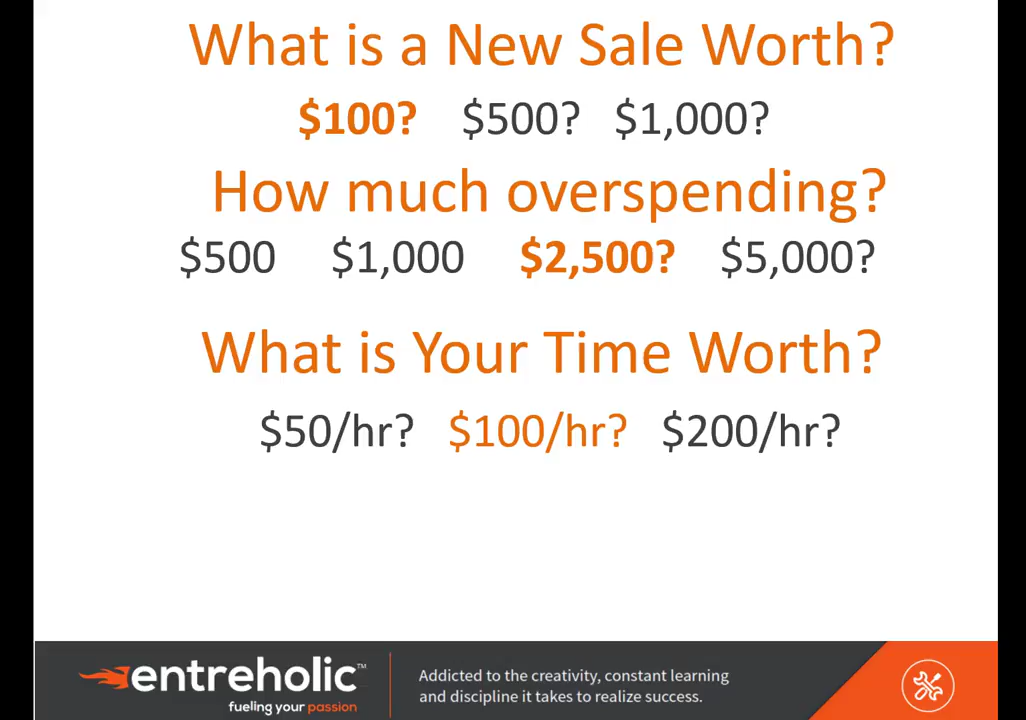 What is a New Sale Worth?
$100? $500? $1,000?
How much overspending?
$500 $1,000 $2,500? $5,000?
What is Your Time Worth?
$50/hr? $100/hr? $200/hr?
entreholic™
fueling your passion
Addicted to the creativity, constant learning
and discipline it takes to realize success.